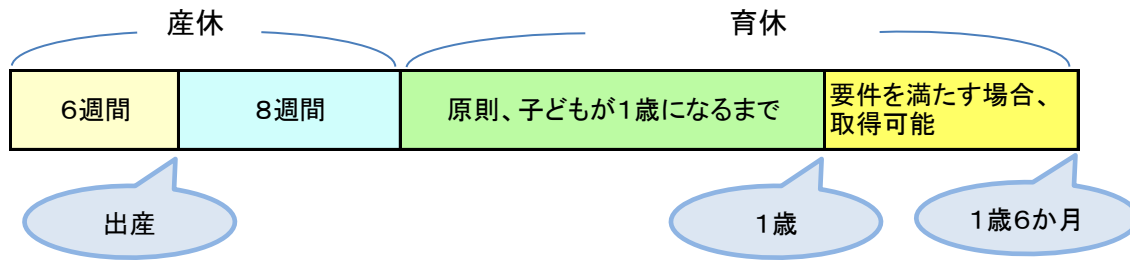 産休
育休
６週間
８週間
原則、子どもが１歳になるまで
要件を満たす場合、
取得可能
出産
１歳
１歳６か月